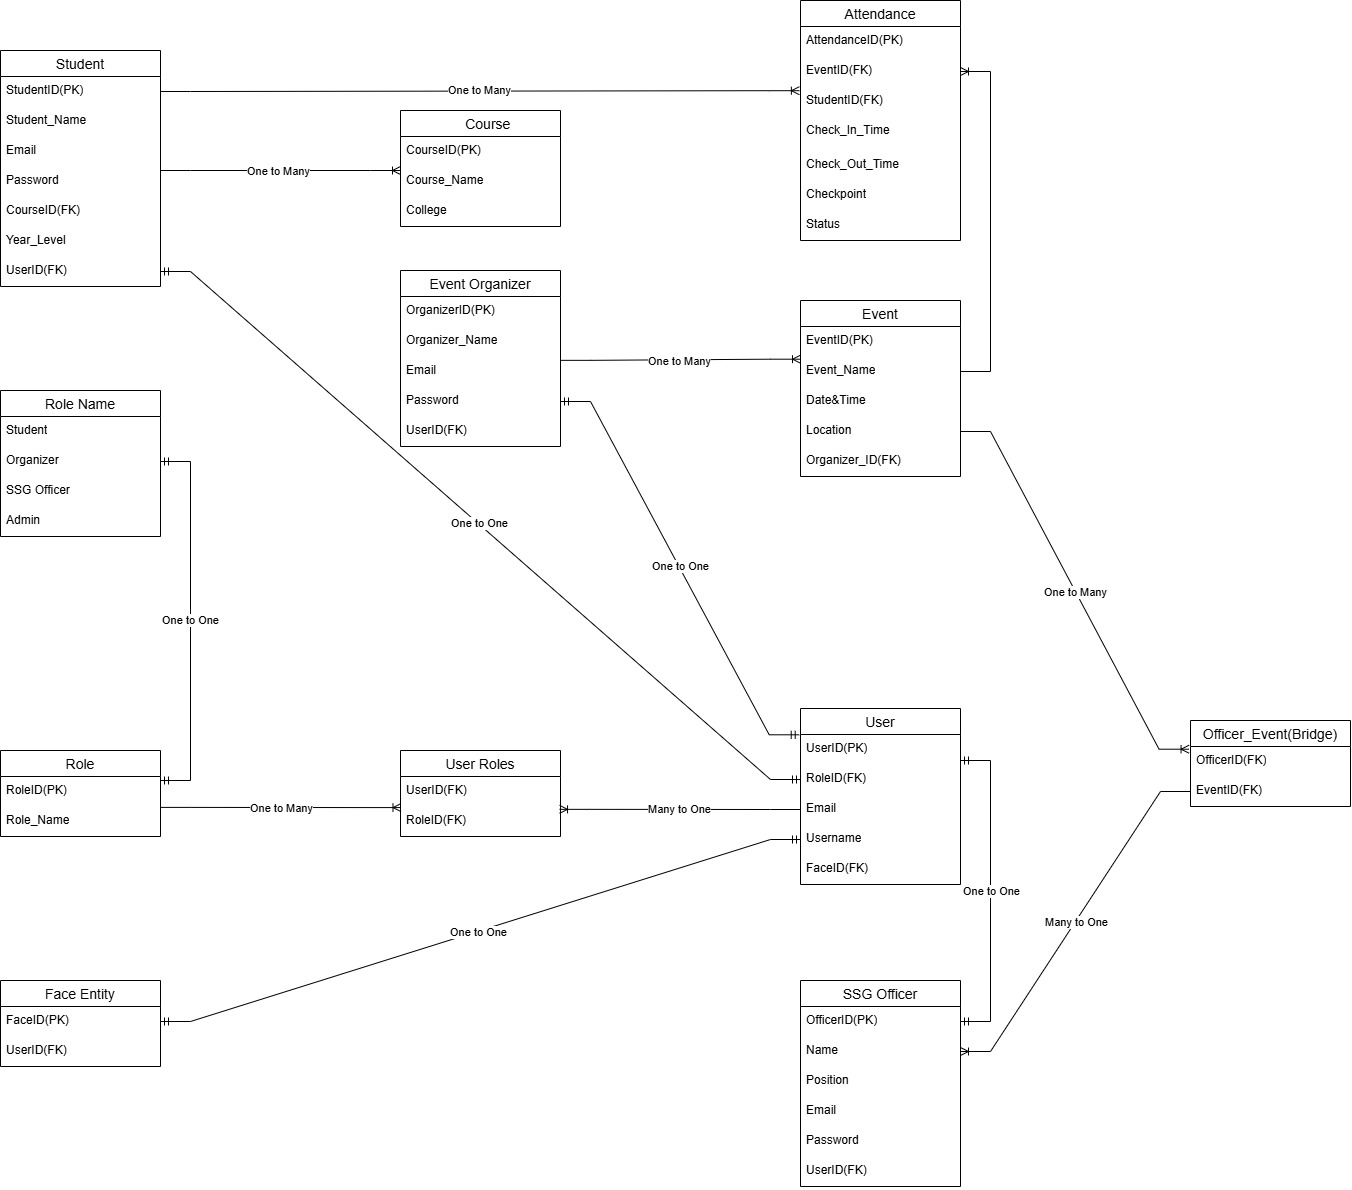 Attendance
AttendanceID(PK)
EventID(FK)
StudentID(FK)
Check_In_Time
Check_Out_Time
Checkpoint
Status
Student
StudentID(PK)
Student_Name
Email
Password
CourseID(FK)
Year_Level
UserID(FK)
One to Many
Course
CourseID(PK)
Course_Name
College
One to Many
Event Organizer
OrganizerID(PK)
Organizer_Name
Email
Password
UserID(FK)
One to Many
Event
EventID(PK)
Event_Name
Date&Time
Location
Organizer_ID(FK)
Role Name
Student
Organizer
SSG Officer
Admin
One to One
One to One
One to Many
One to One
User
UserID(PK)
RoleID(FK)
Email
Username
FaceID(FK)
Officer_Event(Bridge)
OfficerID(FK)
EventID(FK)
Role
RoleID(PK)
Role_Name
One to Many
User Roles
UserID(FK)
RoleID(FK)
Many to One
One to One
Many to One
One to One
Face Entity
FaceID(PK)
UserID(FK)
SSG Officer
OfficerID(PK)
Name
Position
Email
Password
UserID(FK)